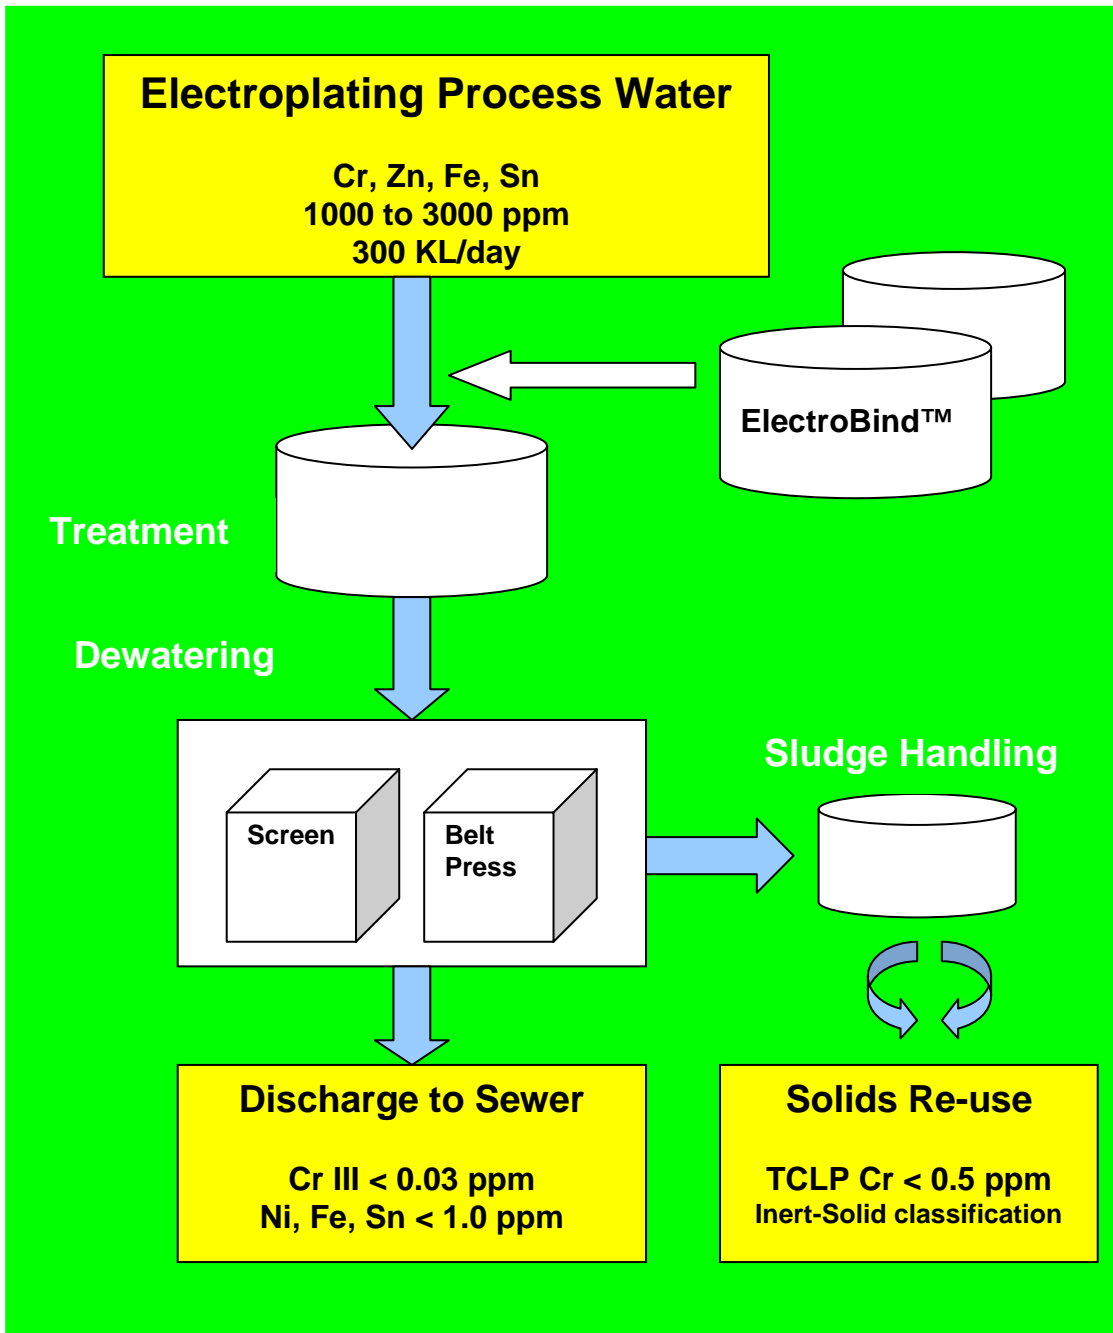 Electroplating Process Water
Cr, Zn, Fe, Sn
1000 to 3000 ppm
300 KL/day
ElectroBind™
Treatment
Dewatering
Sludge Handling
Screen
Belt
Press
Discharge to Sewer
Cr III < 0.03 ppm
Ni, Fe, Sn < 1.0 ppm
Solids Re-use
TCLP Cr < 0.5 ppm
Inert-Solid classification